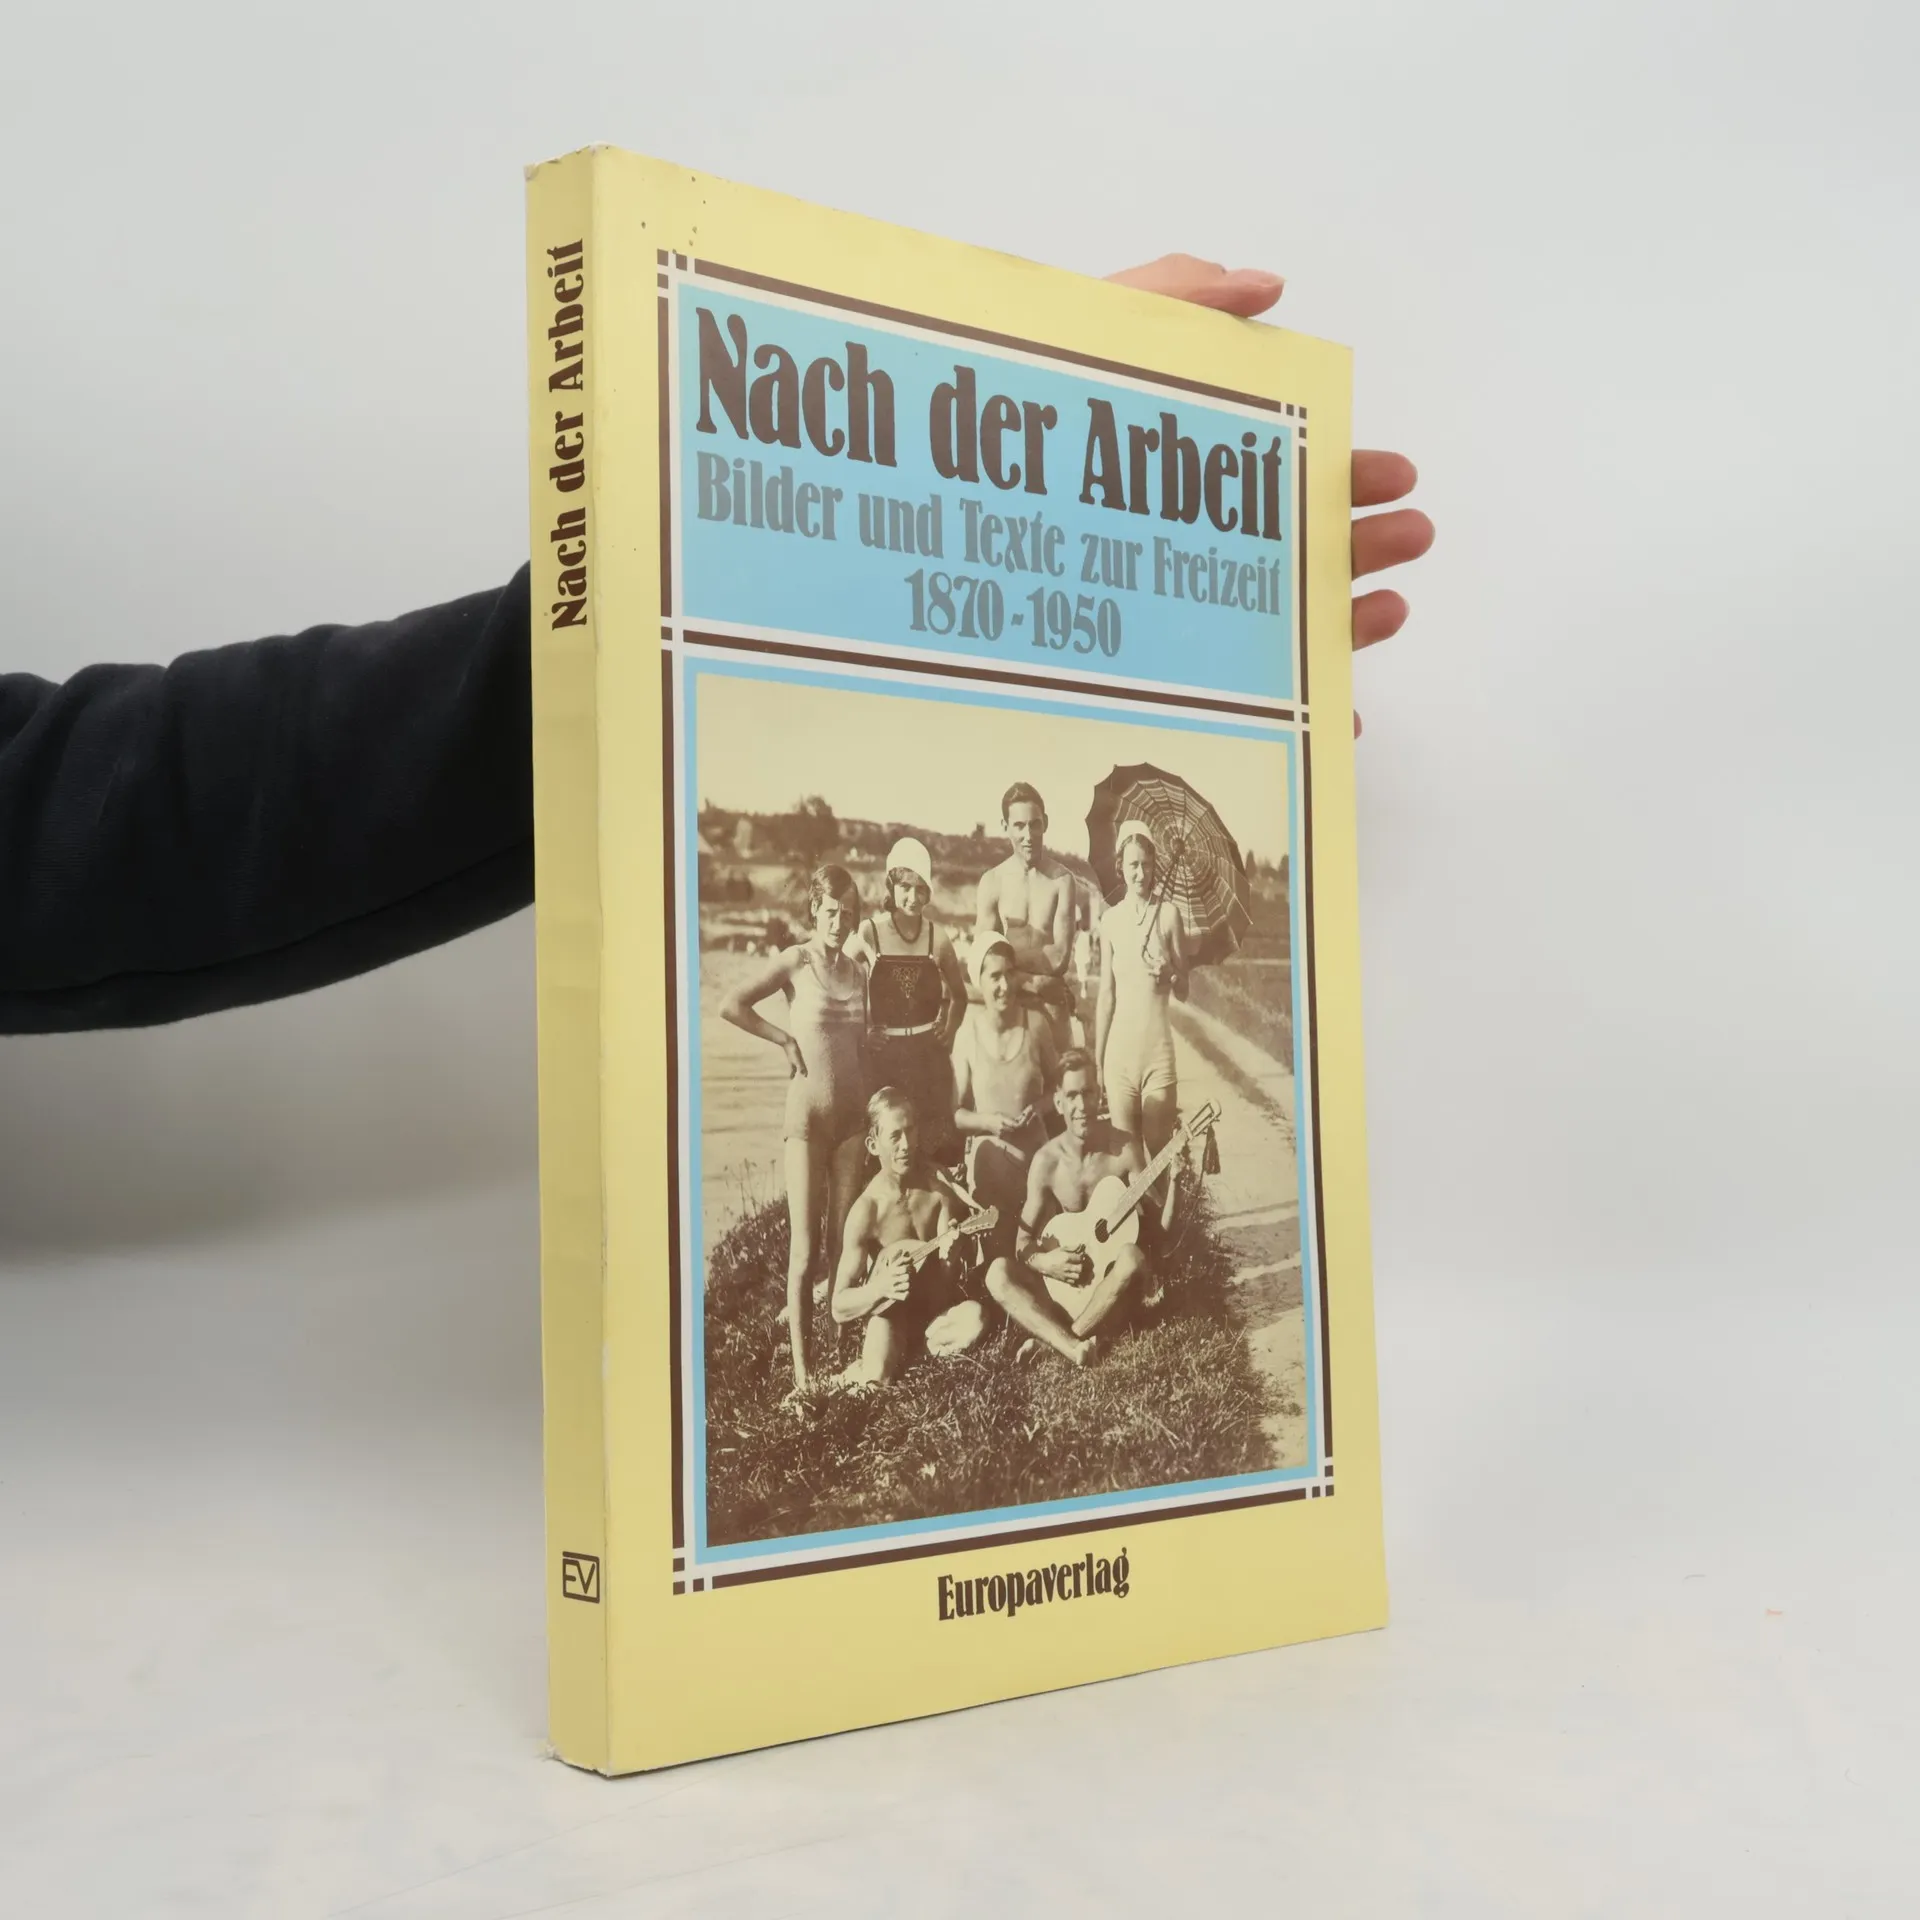 Nach der Arbeit
EV
Nach der Arbeit
Bilder und Texte zur Freizeit
1870-1950
Europaverlag